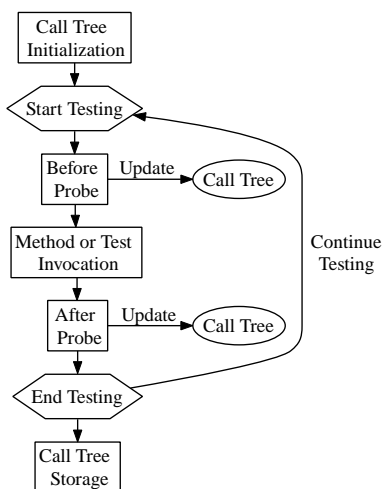 Call Tree
Initialization
Start Testing
Before
Probe
Update
Call Tree
Method or Test
Invocation
Continue
Testing
After
Probe
Update
Call Tree
End Testing
Call Tree
Storage